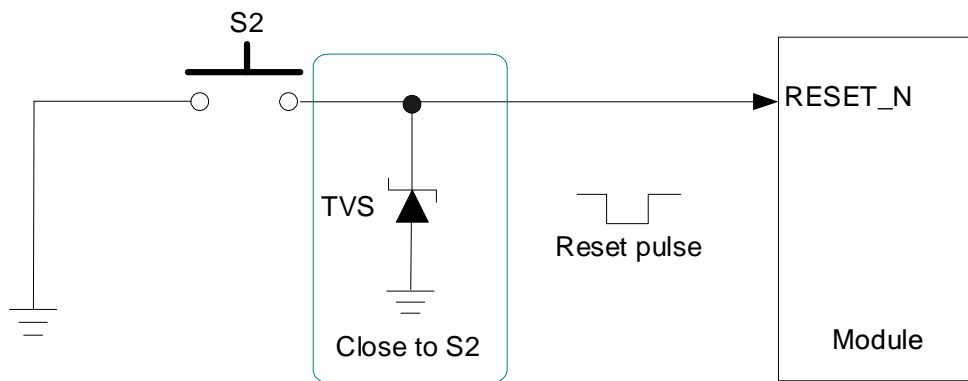 S2
RESET_N
TVS
Reset pulse
Close to S2
Module